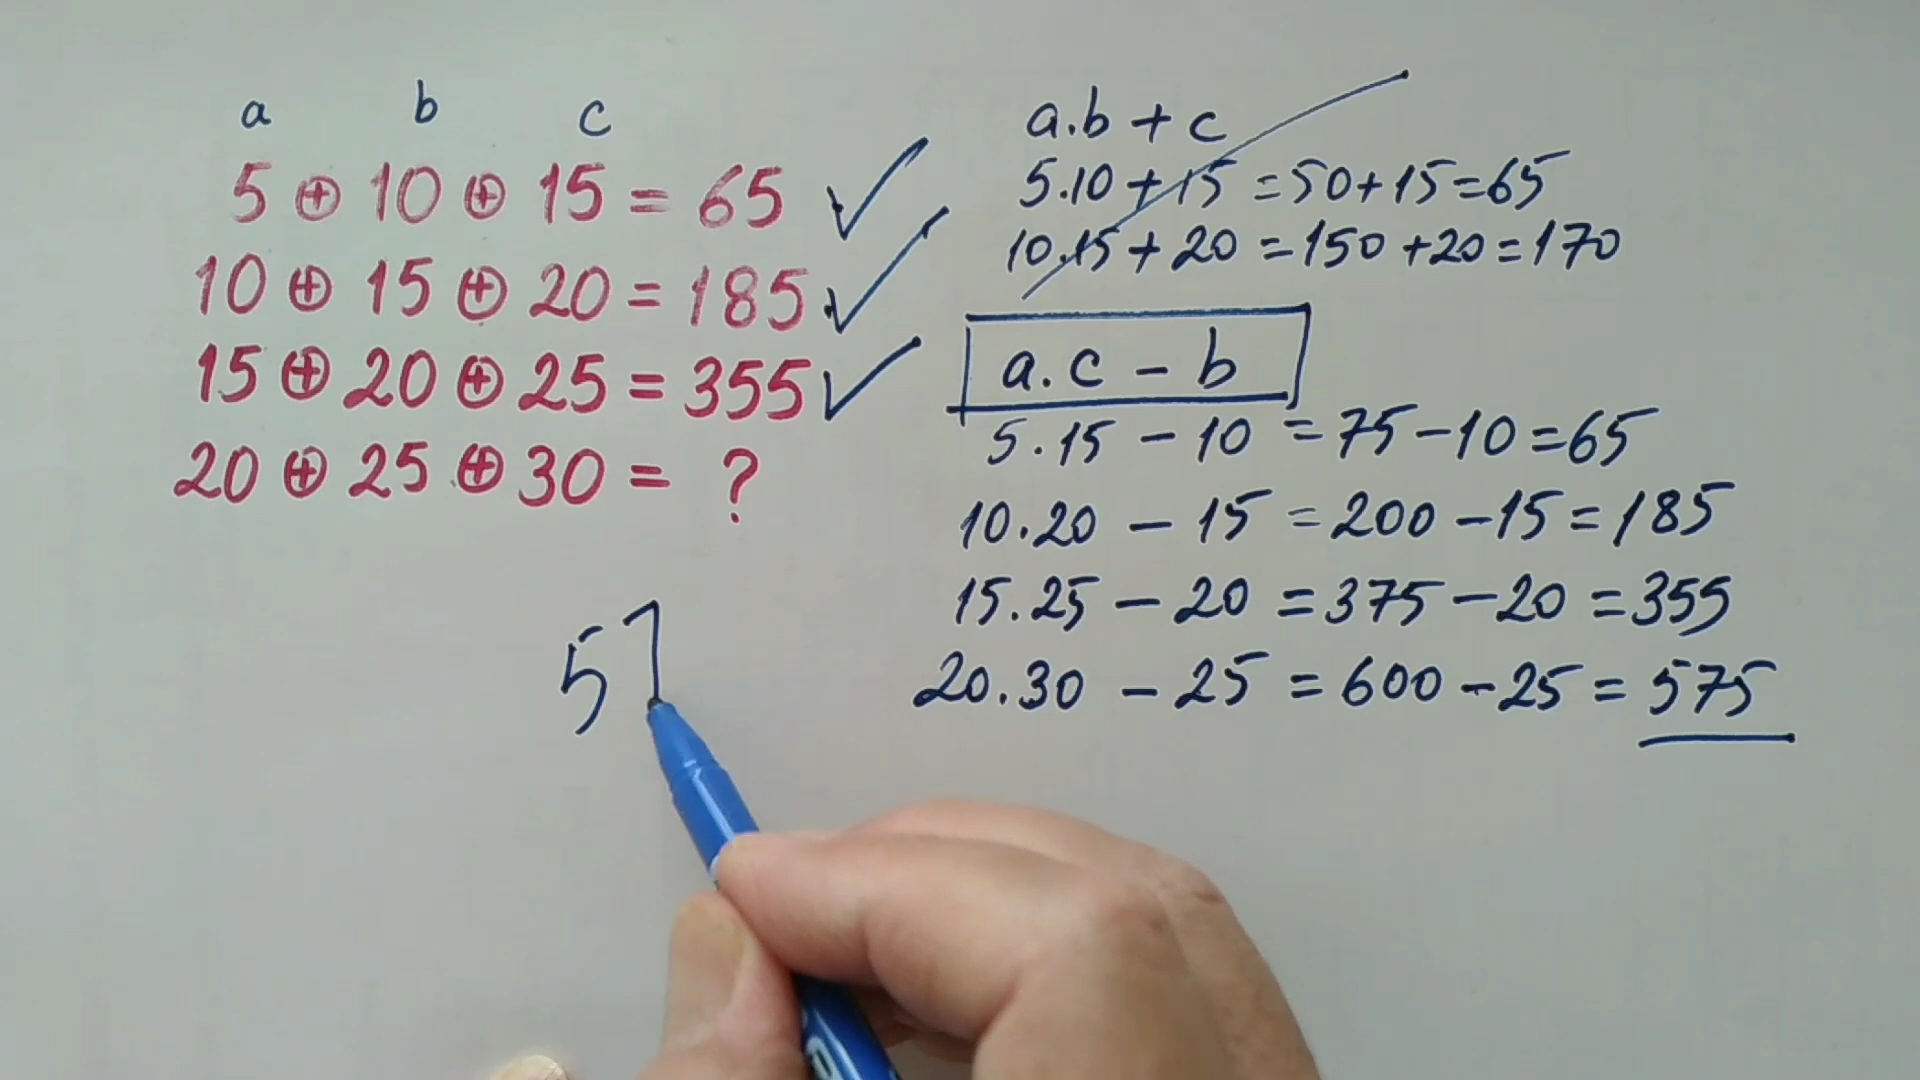 a b c
5 ⊕ 10 ⊕ 15 = 65
10 ⊕ 15 ⊕ 20 = 185
15 ⊕ 20 ⊕ 25 = 355
20 ⊕ 25 ⊕ 30 = ?
57
a.b + c
5.10 + 15 = 50+15=65
10.15 + 20 = 150 +20 = 170
a.c - b
5.15 - 10 = 75 - 10 = 65
10.20 - 15 = 200 - 15 = 185
15.25 - 20 = 375 - 20 = 355
20.30 - 25 = 600 - 25 = 575